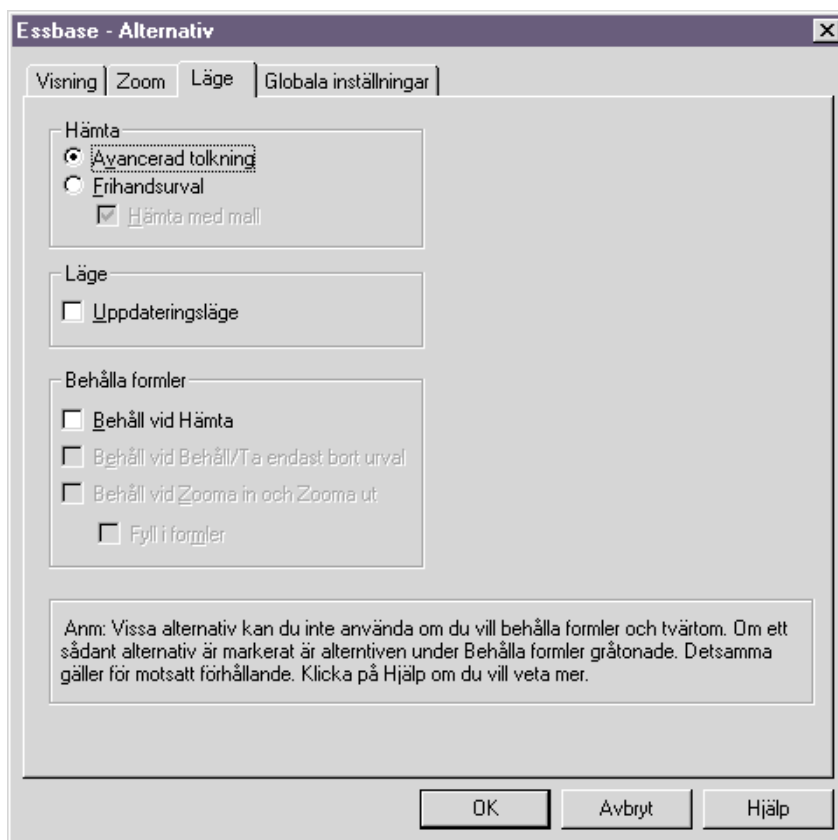 Essbase - Alternativ
Visning Zoom Läge Globala inställningar
Hämta
Avancerad tolkning
Frihandsurval
Hämta med mall
Läge
Uppdateringsläge
Behålla formler
Behåll vid Hämta
Behåll vid Behåll/Ta endast bort urval
Behåll vid Zooma in och Zooma ut
Fyll i formler
Anm: Vissa alternativ kan du inte använda om du vill behålla formler och tvärtom. Om ett
sådant alternativ är markerat är alterntiven under Behålla formler gråtonade. Detsamma
gäller för motsatt förhållande. Klicka på Hjälp om du vill veta mer.
OK Avbryt Hjälp